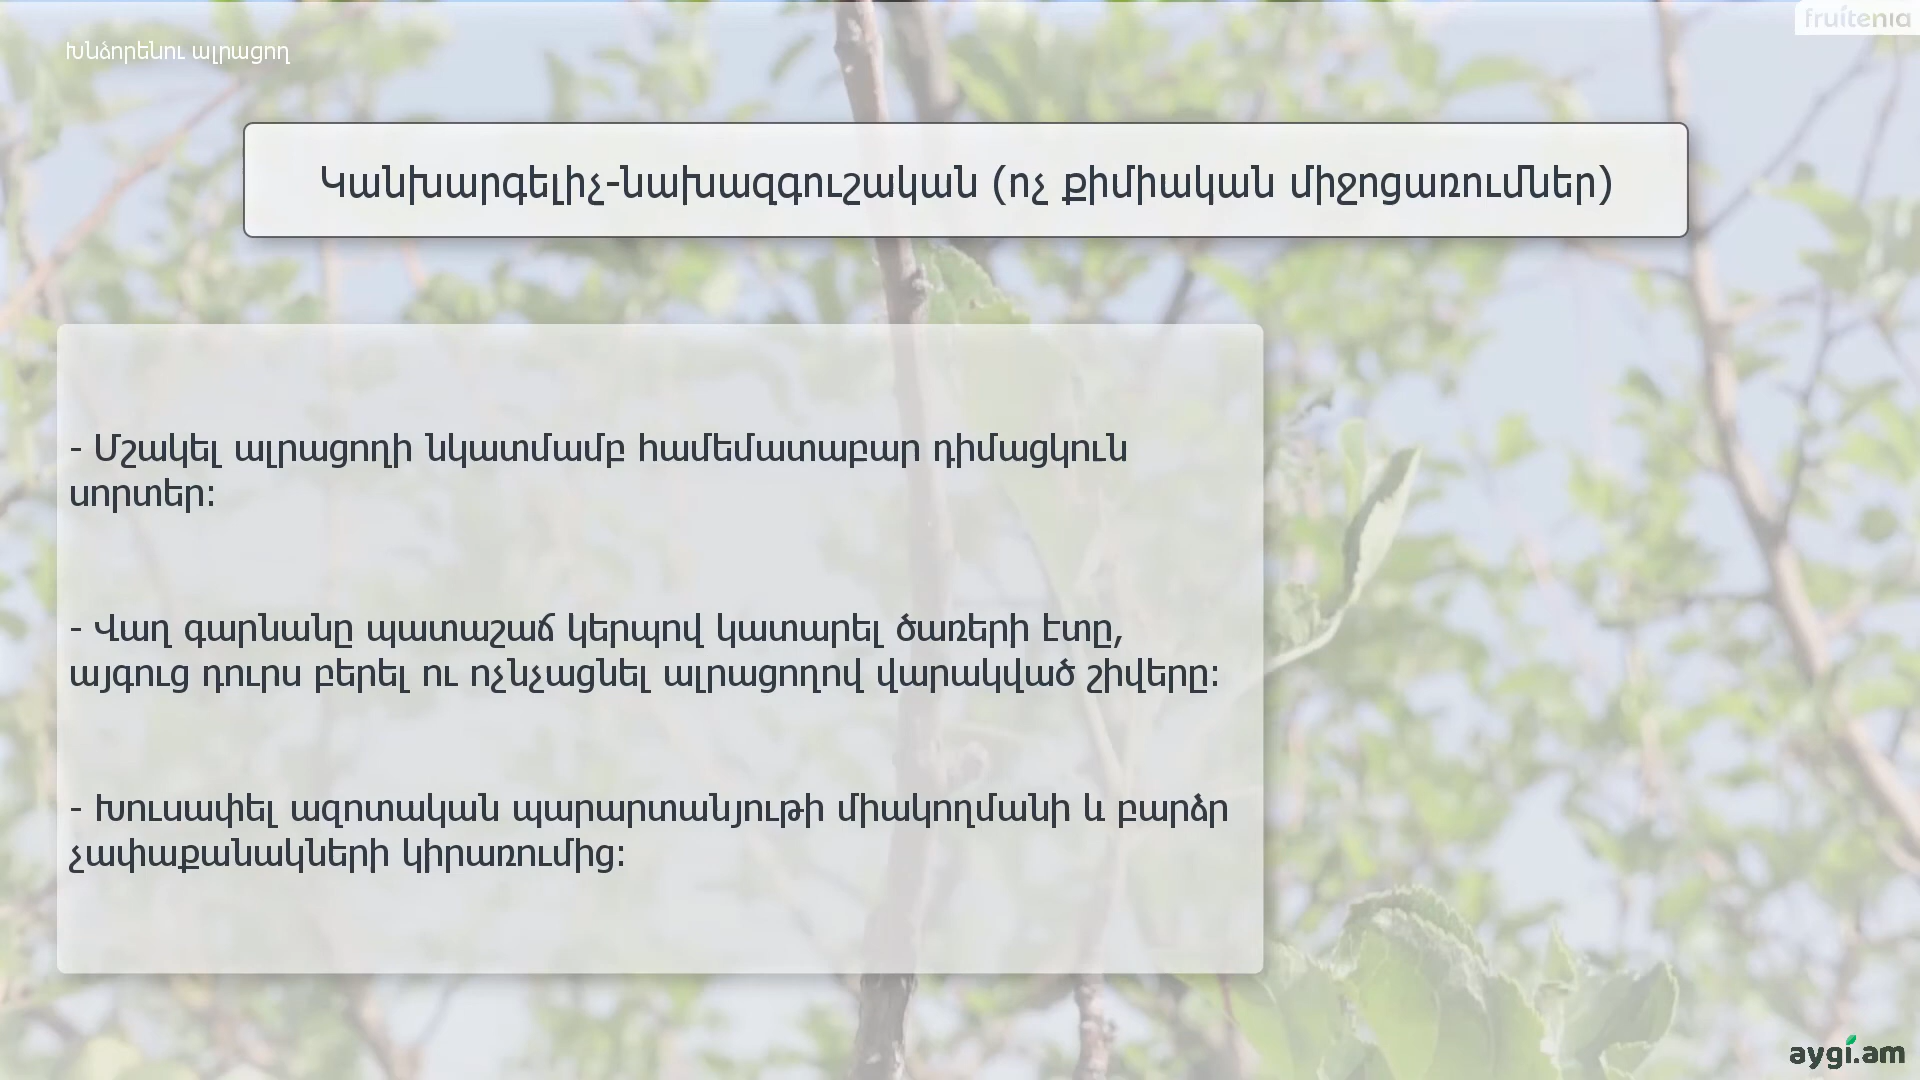 fruitenia
Խնձորենու ալրացող
Կանխարգելիչ-նախազգուշական (ոչ քիմիական միջոցառումներ)
- Մշակել ալրացողի նկատմամբ համեմատաբար դիմացկուն
սորտեր:
- Վաղ գարնանը պատաշաճ կերպով կատարել ծառերի էտը,
այգուց դուրս բերել ու ոչնչացնել ալրացողով վարակված շիվերը:
- Խուսափել ազոտական պարարտանյութի միակողմանի և բարձր
չափաքանակների կիրառումից:
aygi.am